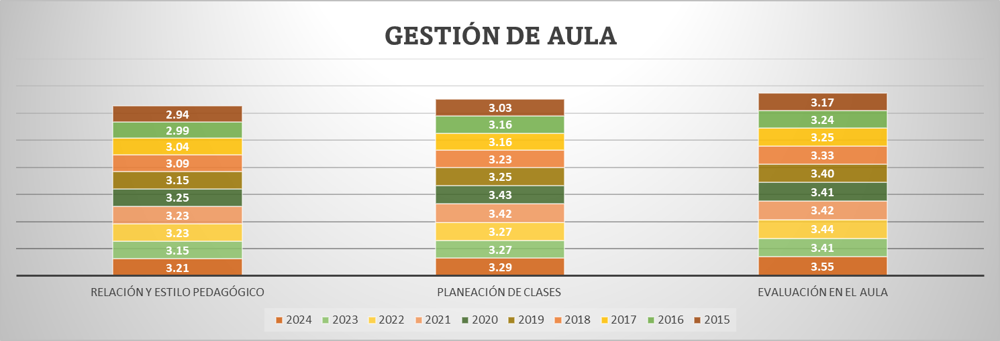 GESTIÓN DE AULA
2.94 3.03 3.17
2.99 3.16 3.24
3.04 3.16 3.25
3.09 3.23 3.33
3.15 3.25 3.40
3.25 3.43 3.41
3.23 3.42 3.42
3.23 3.27 3.44
3.15 3.27 3.41
3.21 3.29 3.55
RELACIÓN Y ESTILO PEDAGÓGICO PLANEACIÓN DE CLASES EVALUACIÓN EN EL AULA
2024 2023 2022 2021 2020 2019 2018 2017 2016 2015